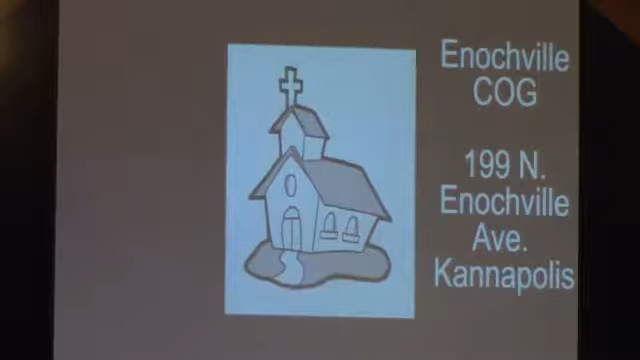 Enochville
COG
199 N.
Enochville
Ave.
Kannapolis